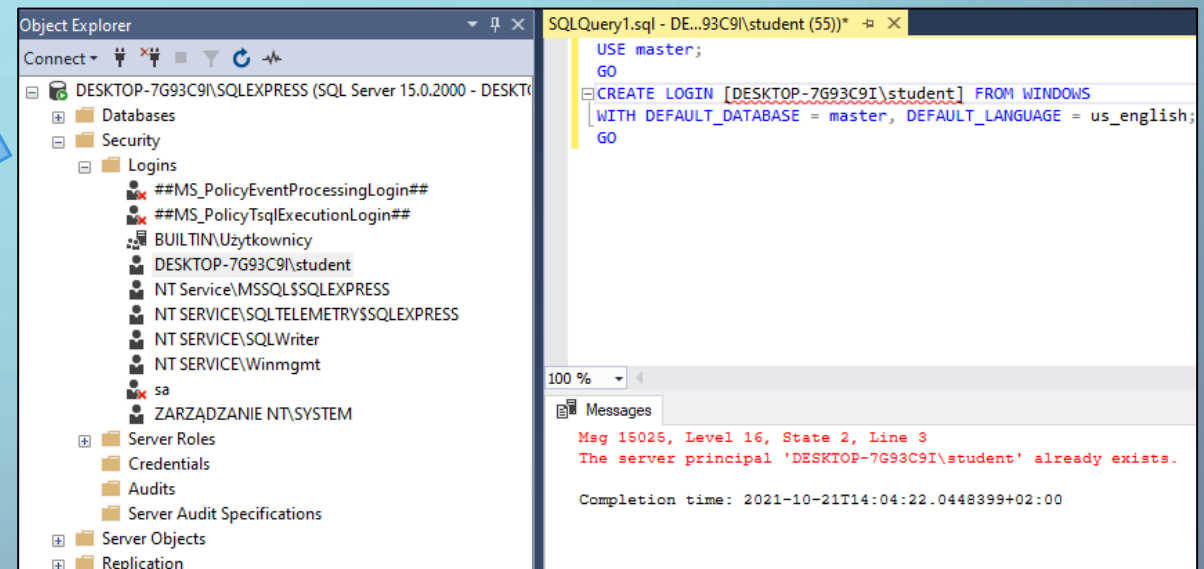 Object Explorer
Connect
DESKTOP-7G93C9I\SQLEXPRESS (SQL Server 15.0.2000 - DESKT
Databases
Security
Logins
##MS_PolicyEventProcessingLogin##
##MS_PolicyTsqlExecutionLogin##
BUILTIN\Użytkownicy
DESKTOP-7G93C9I\student
NT Service\MSSQL$SQLEXPRESS
NT SERVICE\SQLTELEMETRY$SQLEXPRESS
NT SERVICE\SQLWriter
NT SERVICE\Winmgmt
sa
ZARZĄDZANIE NT\SYSTEM
Server Roles
Credentials
Audits
Server Audit Specifications
Server Objects
Replication
SQLQuery1.sql - DE...93C9I\student (55))*
USE master;
GO
CREATE LOGIN [DESKTOP-7G93C9I\student] FROM WINDOWS
WITH DEFAULT_DATABASE = master, DEFAULT_LANGUAGE = us_english;
GO
100 %
Messages
Msg 15025, Level 16, State 2, Line 3
The server principal 'DESKTOP-7G93C9I\student' already exists.
Completion time: 2021-10-21T14:04:22.0448399+02:00